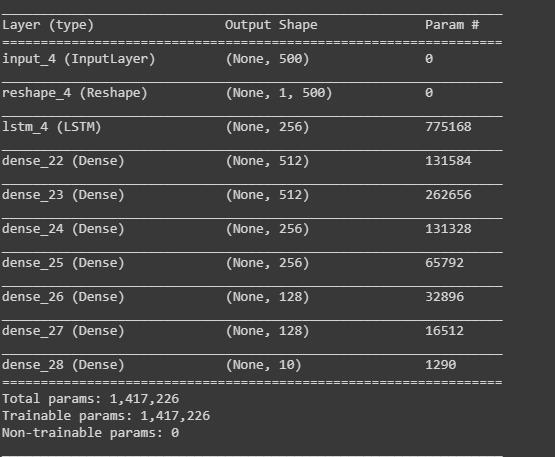 Layer (type) Output Shape Param #
=================================================================
input_4 (InputLayer) (None, 500) 0
reshape_4 (Reshape) (None, 1, 500) 0
lstm_4 (LSTM) (None, 256) 775168
dense_22 (Dense) (None, 512) 131584
dense_23 (Dense) (None, 512) 262656
dense_24 (Dense) (None, 256) 131328
dense_25 (Dense) (None, 256) 65792
dense_26 (Dense) (None, 128) 32896
dense_27 (Dense) (None, 128) 16512
dense_28 (Dense) (None, 10) 1290
=================================================================
Total params: 1,417,226
Trainable params: 1,417,226
Non-trainable params: 0